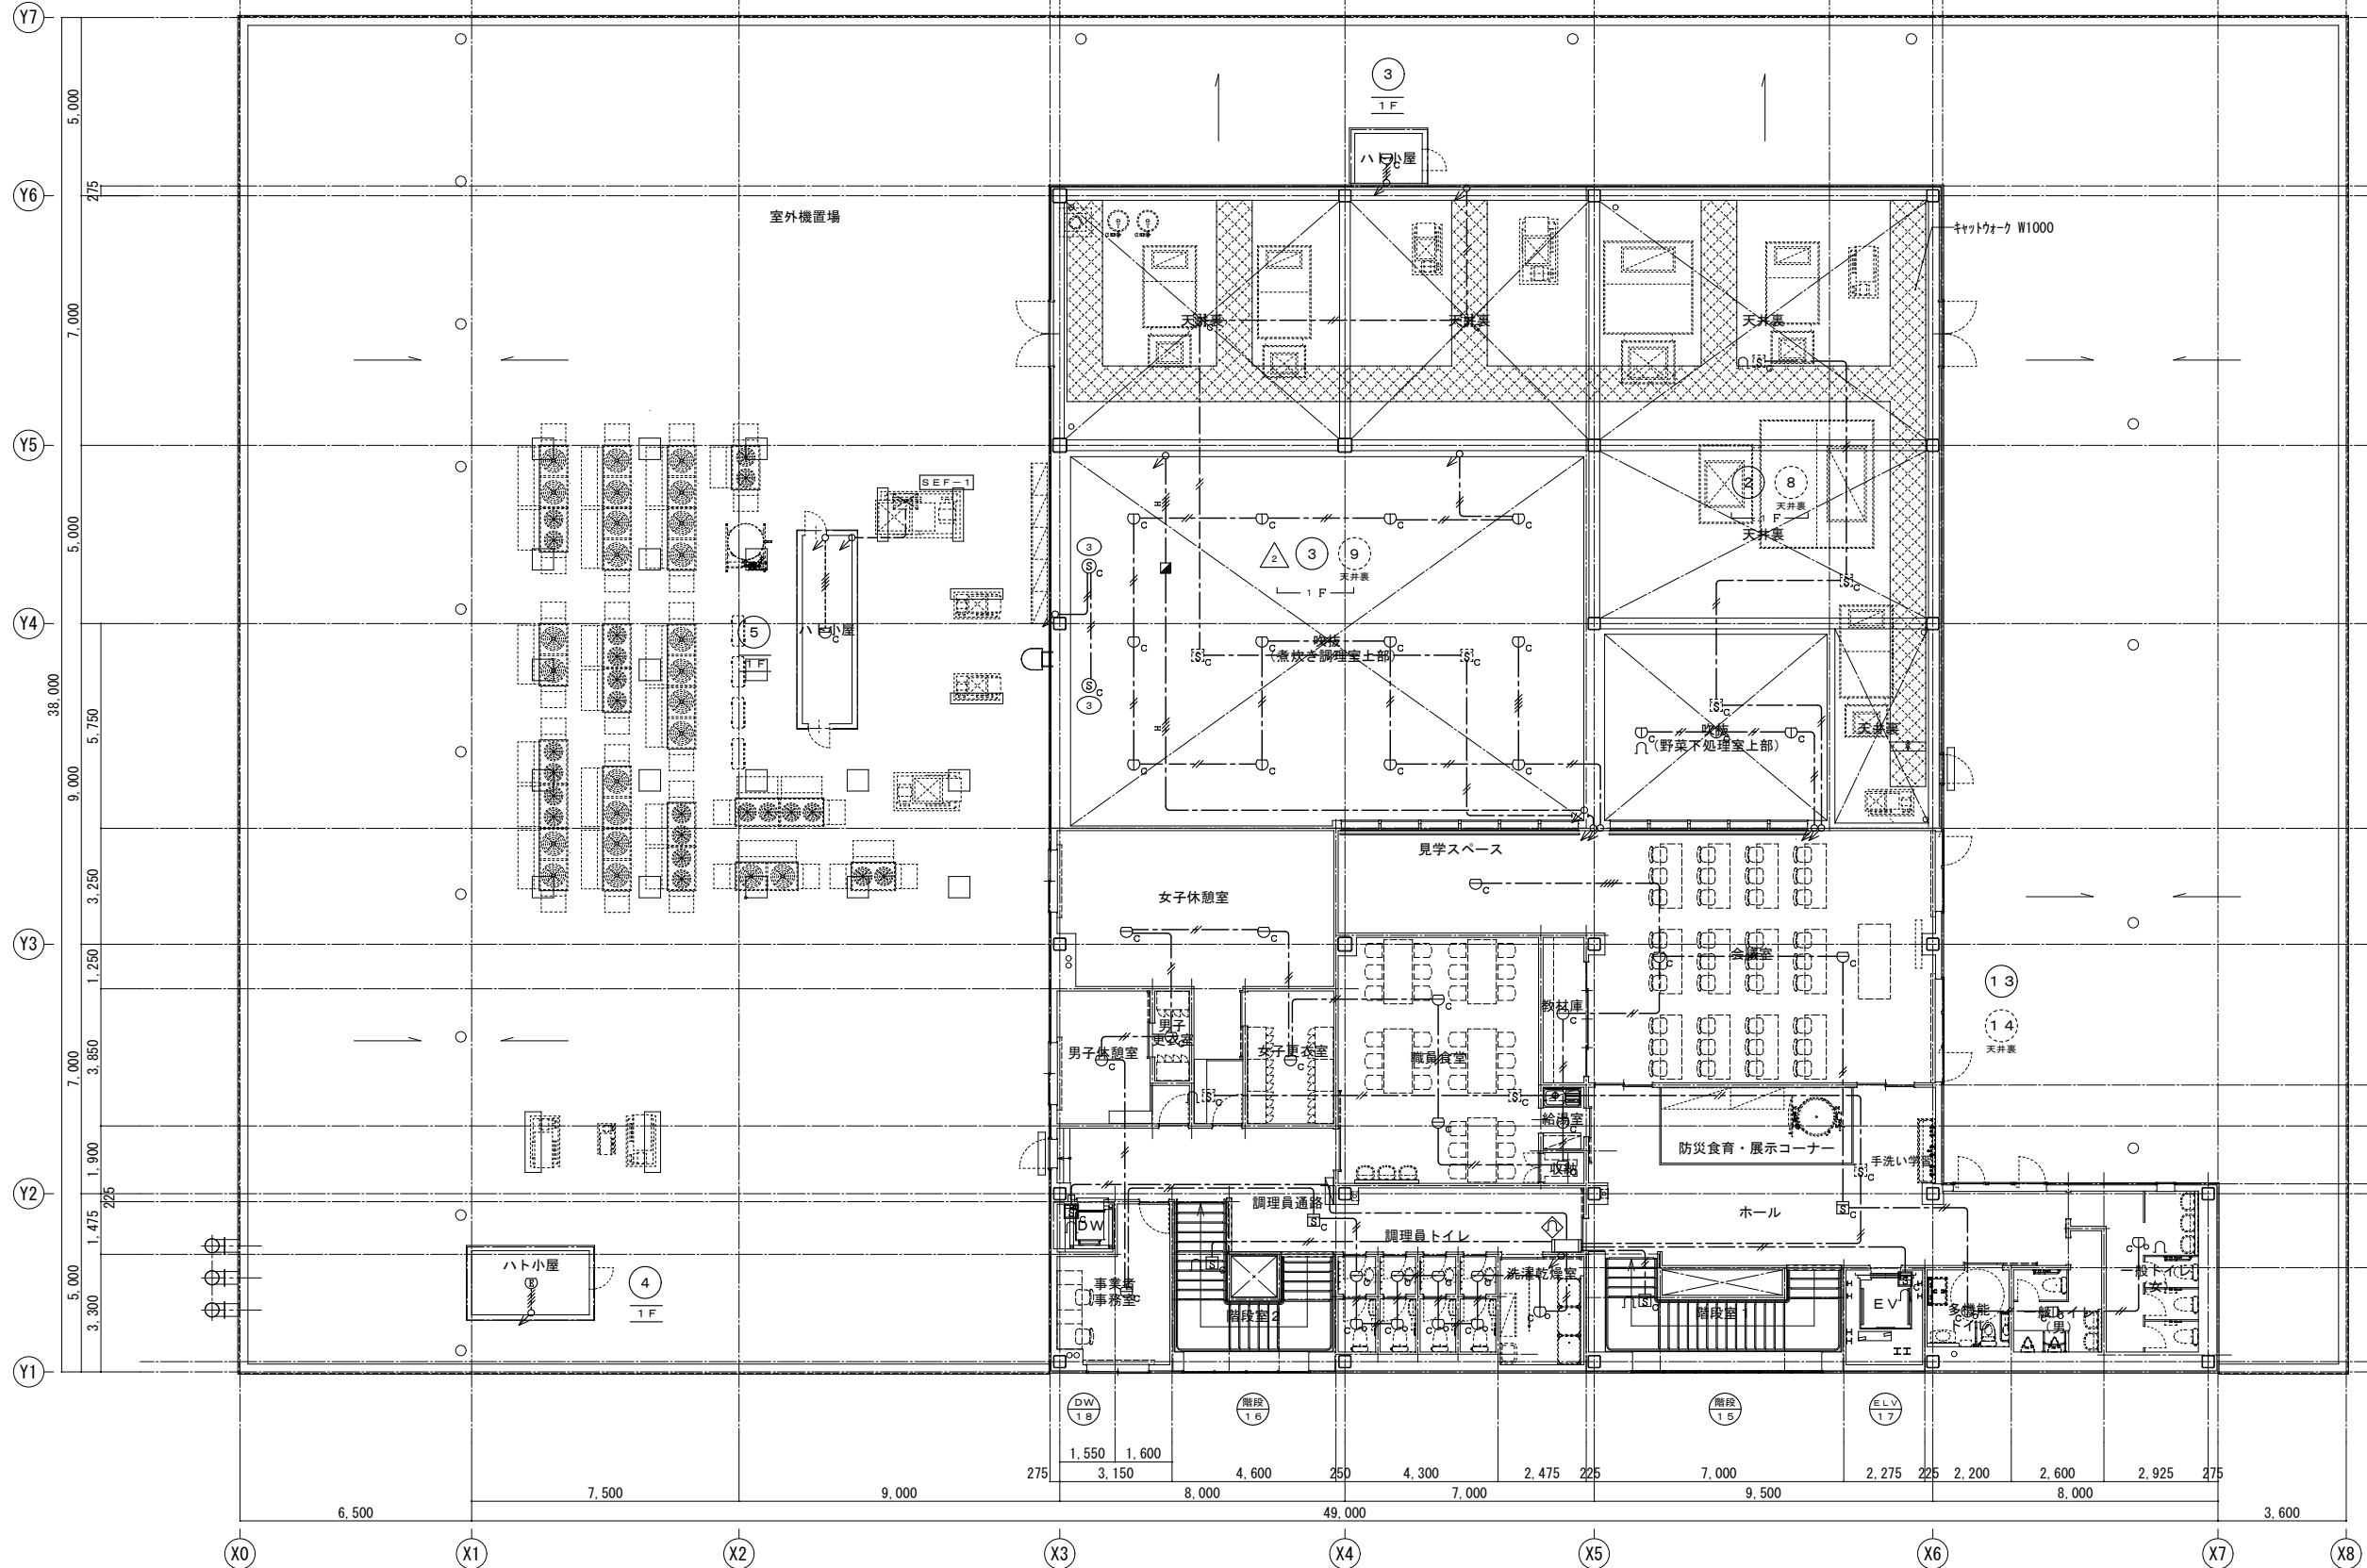 Y7
5,000
3
1F
ハト小屋
275
Y6
室外機置場
キャットウォーク W1000
7,000
天井裏
天井裏
天井裏
Y5
SEF-1
2
8
天井裏
1F
天井裏
5,000
3
2
3
9
天井裏
1F
Y4
5
1F
ハト小屋
吹抜
(煮炊き調理室上部)
3
38,000
5,750
9,000
吹抜
(野菜下処理室上部)
天井裏
見学スペース
3,250
女子休憩室
Y3
1,250
会議室
13
教材庫
14
天井裏
男子
更衣室
男子休憩室
女子更衣室
職員食堂
3,850
7,000
給湯室
防災食育・展示コーナー
手洗い学習
収納
1,900
Y2
225
調理員通路
ホール
DW
調理員トイレ
1,475
ハト小屋
4
1F
事業者
事務室
洗濯乾燥室
一般トイレ
(女)
5,000
3,300
階段室2
階段室1
EV
多機能
トイレ
一般トイレ
(男)
Y1
DW
18
階段
16
階段
15
ELV
17
1,550
1,600
275
3,150
4,600
250
4,300
2,475
225
7,000
2,275
225
2,200
2,600
2,925
275
7,500
9,000
8,000
7,000
9,500
8,000
6,500
49,000
3,600
X0
X1
X2
X3
X4
X5
X6
X7
X8